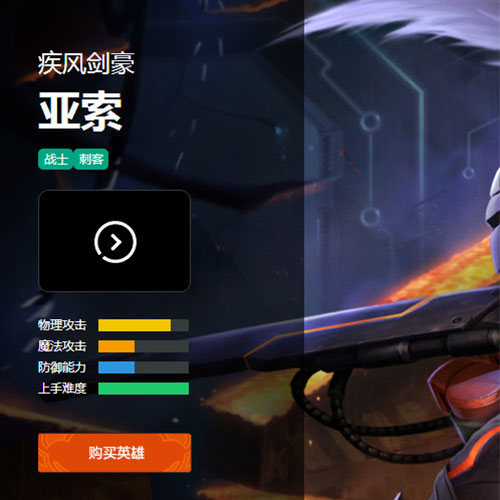 疾风剑豪
亚索
战士 刺客
物理攻击
魔法攻击
防御能力
上手难度
购买英雄